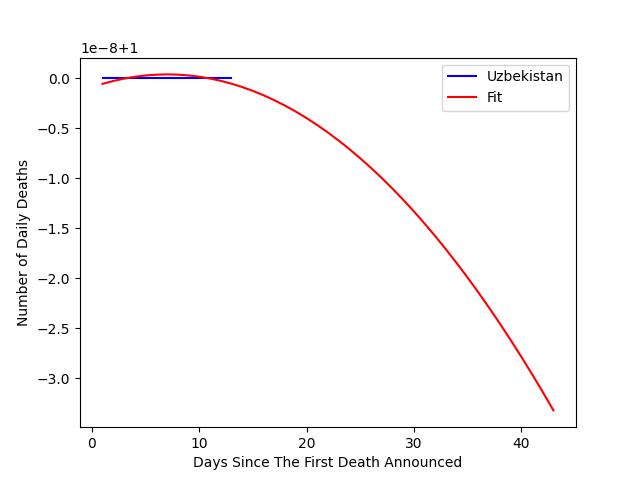 1e−8+1
Uzbekistan
Fit
0.0
−0.5
−1.0
−1.5
−2.0
−2.5
−3.0
Number of Daily Deaths
0 10 20 30 40
Days Since The First Death Announced